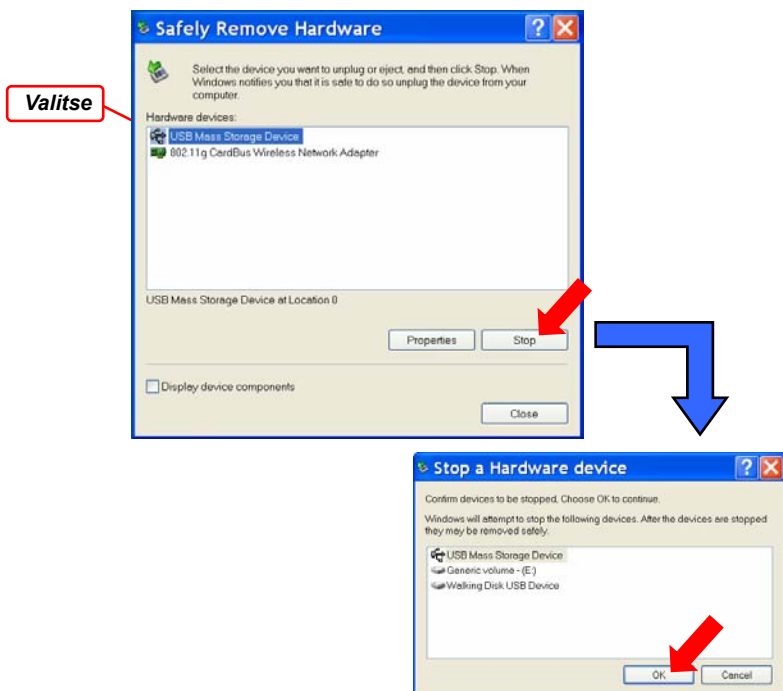 Safely Remove Hardware
Select the device you want to unplug or eject, and then click Stop. When
Windows notifies you that it is safe to do so unplug the device from your
computer.
Valitse
Hardware devices:
USB Mass Storage Device
802.11g CardBus Wireless Network Adapter
USB Mass Storage Device at Location 0
Properties
Stop
Display device components
Close
Stop a Hardware device
Confirm devices to be stopped, Choose OK to continue.
Windows will attempt to stop the following devices. After the devices are stopped
they may be removed safely.
USB Mass Storage Device
Generic volume - (E:)
Walking Disk USB Device
OK
Cancel